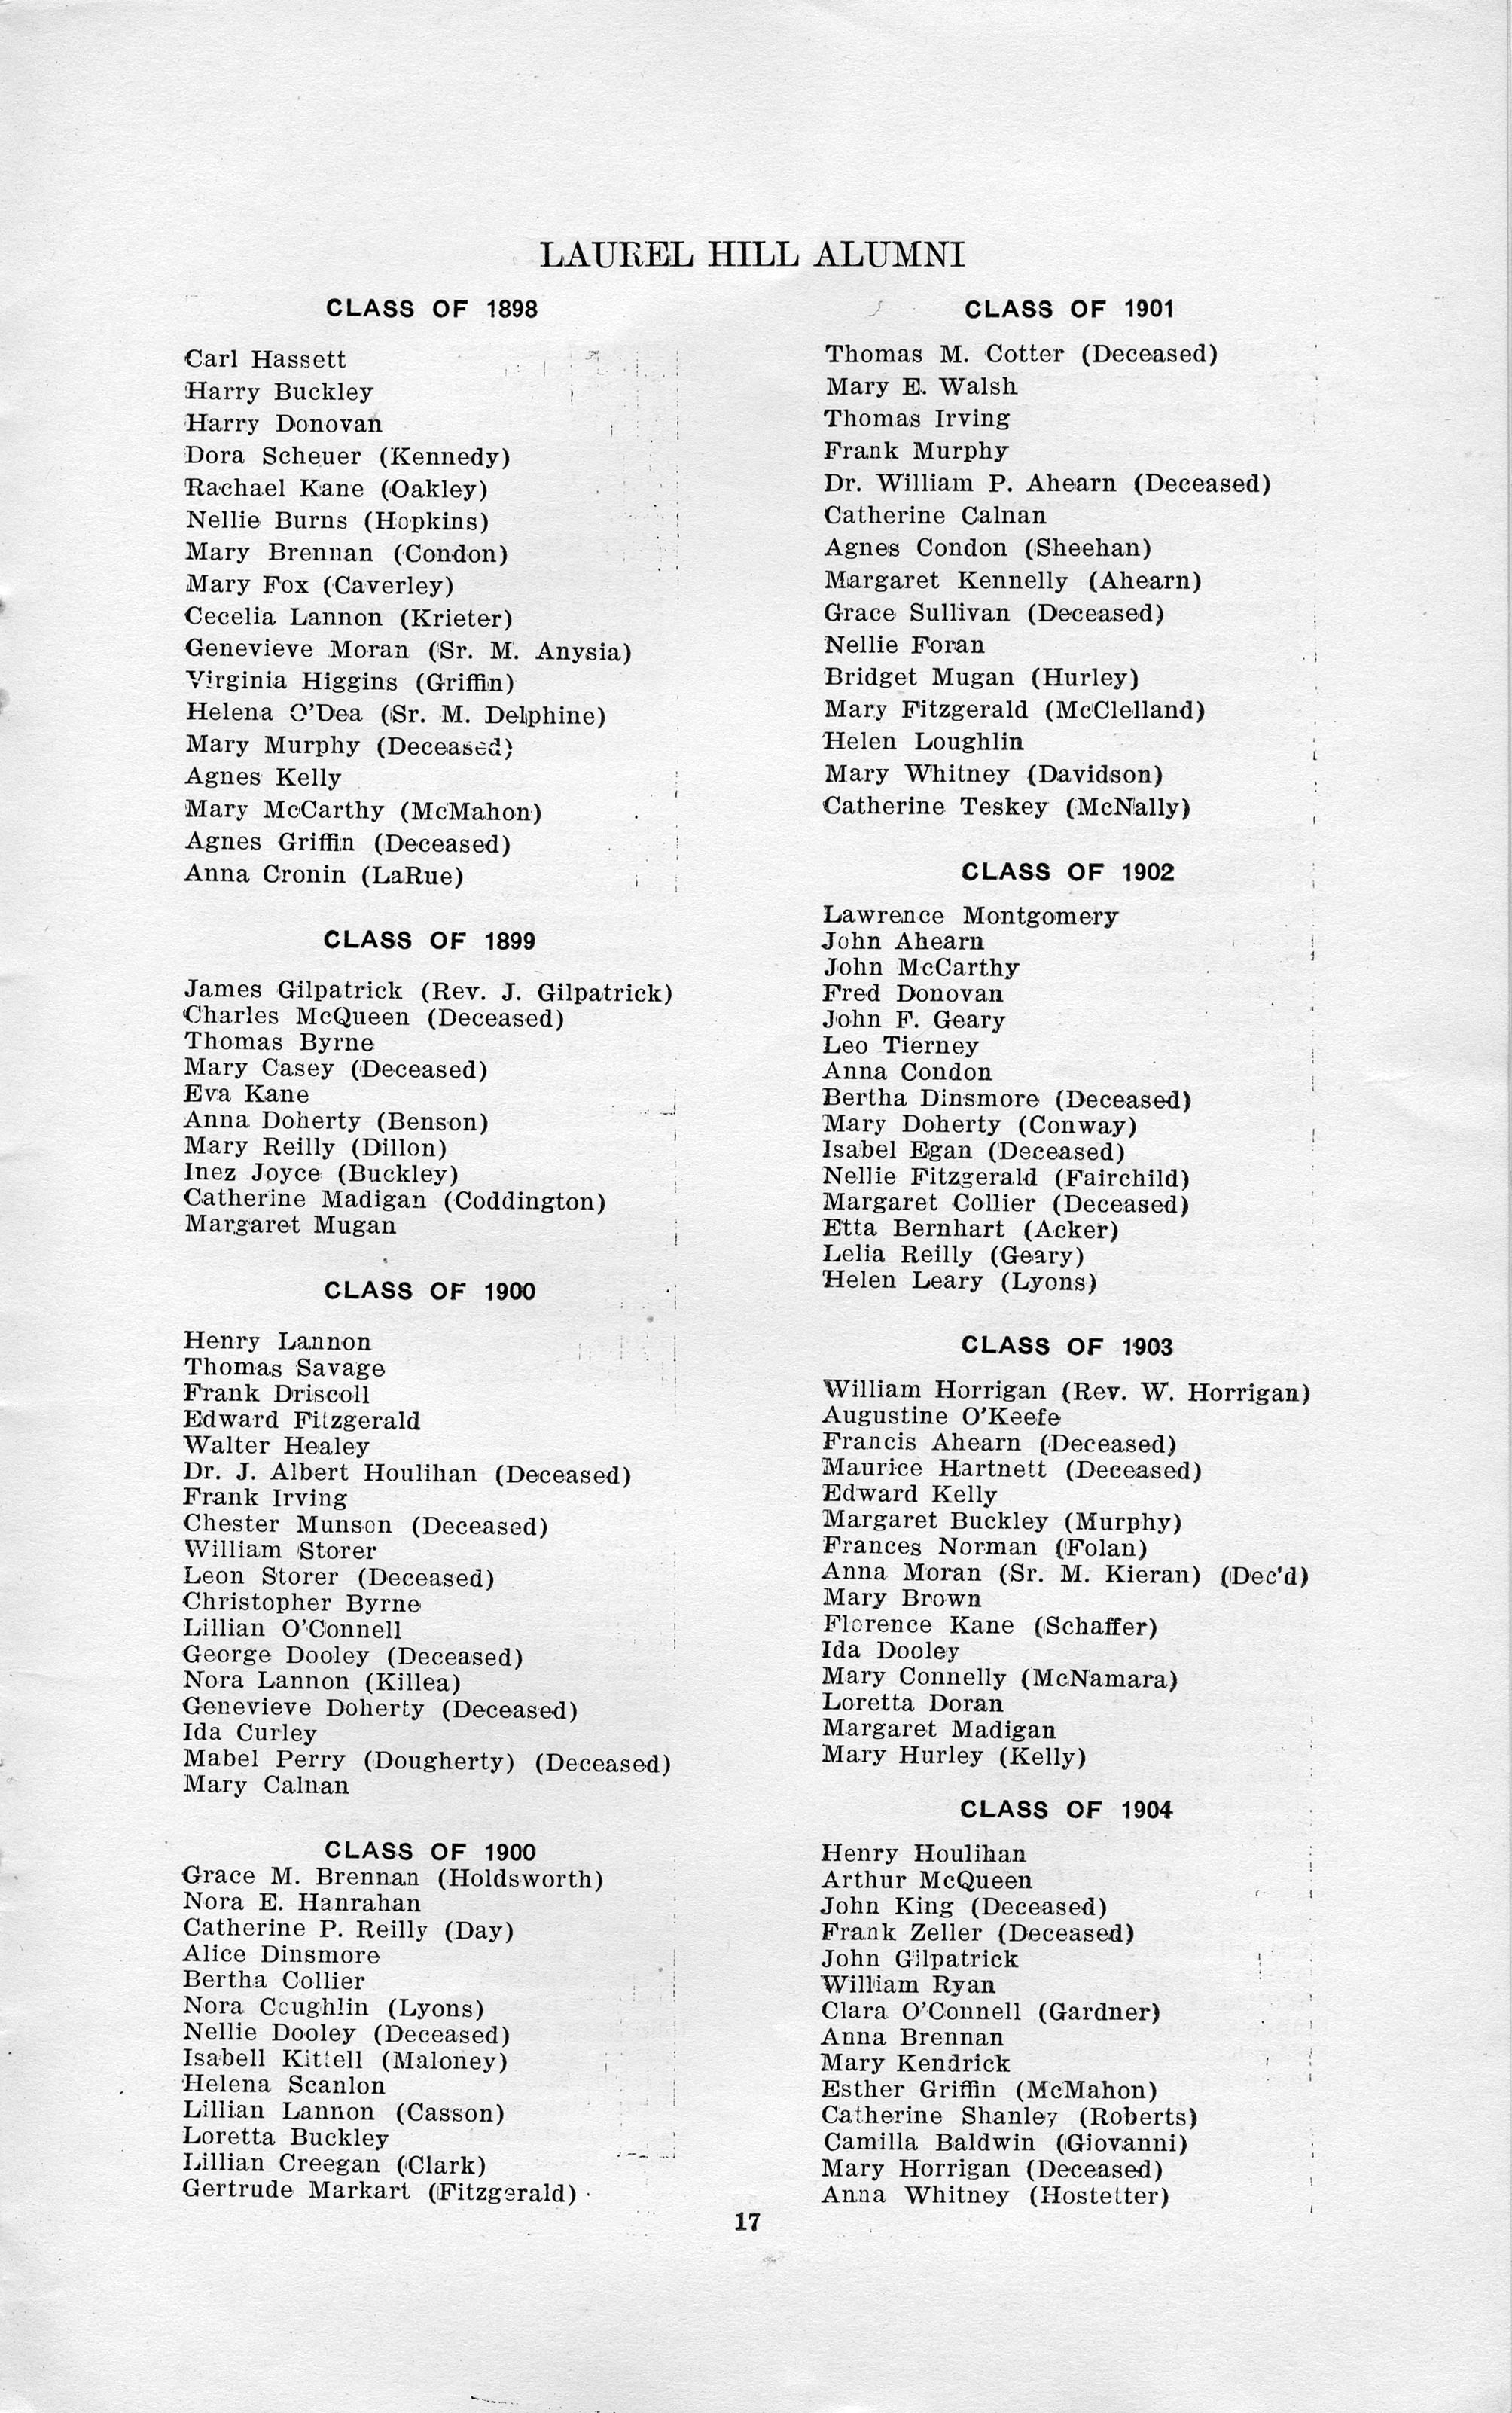 LAUREL HILL ALUMNI
CLASS OF 1898
Carl Hassett
Harry Buckley
Harry Donovan
Dora Scheuer (Kennedy)
Rachael Kane (Oakley)
Nellie Burns (Hopkins)
Mary Brennan (Condon)
Mary Fox (Caverley)
Cecelia Lannon (Krieter)
Genevieve Moran (Sr. M. Anysia)
Virginia Higgins (Griffin)
Helena O'Dea (Sr. M. Delphine)
Mary Murphy (Deceased)
Agnes Kelly
Mary McCarthy (McMahon)
Agnes Griffin (Deceased)
Anna Cronin (LaRue)
CLASS OF 1899
James Gilpatrick (Rev. J. Gilpatrick)
Charles McQueen (Deceased)
Thomas Byrne
Mary Casey (Deceased)
Eva Kane
Anna Doherty (Benson)
Mary Reilly (Dillon)
Inez Joyce (Buckley)
Catherine Madigan (Coddington)
Margaret Mugan
CLASS OF 1900
Henry Lannon
Thomas Savage
Frank Driscoll
Edward Fitzgerald
Walter Healey
Dr. J. Albert Houlihan (Deceased)
Frank Irving
Chester Munson (Deceased)
William Storer
Leon Storer (Deceased)
Christopher Byrne
Lillian O'Connell
George Dooley (Deceased)
Nora Lannon (Killea)
Genevieve Doherty (Deceased)
Ida Curley
Mabel Perry (Dougherty) (Deceased)
Mary Calnan
CLASS OF 1900
Grace M. Brennan (Holdsworth)
Nora E. Hanrahan
Catherine P. Reilly (Day)
Alice Dinsmore
Bertha Collier
Nora Coughlin (Lyons)
Nellie Dooley (Deceased)
Isabell Kittell (Maloney)
Helena Scanlon
Lillian Lannon (Casson)
Loretta Buckley
Lillian Creegan (Clark)
Gertrude Markart (Fitzgerald)
CLASS OF 1901
Thomas M. Cotter (Deceased)
Mary E. Walsh
Thomas Irving
Frank Murphy
Dr. William P. Ahearn (Deceased)
Catherine Calnan
Agnes Condon (Sheehan)
Margaret Kennelly (Ahearn)
Grace Sullivan (Deceased)
Nellie Foran
Bridget Mugan (Hurley)
Mary Fitzgerald (McClelland)
Helen Loughlin
Mary Whitney (Davidson)
Catherine Teskey (McNally)
CLASS OF 1902
Lawrence Montgomery
John Ahearn
John McCarthy
Fred Donovan
John F. Geary
Leo Tierney
Anna Condon
Bertha Dinsmore (Deceased)
Mary Doherty (Conway)
Isabel Egan (Deceased)
Nellie Fitzgerald (Fairchild)
Margaret Collier (Deceased)
Etta Bernhart (Acker)
Lelia Reilly (Geary)
Helen Leary (Lyons)
CLASS OF 1903
William Horrigan (Rev. W. Horrigan)
Augustine O'Keefe
Francis Ahearn (Deceased)
Maurice Hartnett (Deceased)
Edward Kelly
Margaret Buckley (Murphy)
Frances Norman (Folan)
Anna Moran (Sr. M. Kieran) (Dec'd)
Mary Brown
Florence Kane (Schaffer)
Ida Dooley
Mary Connelly (McNamara)
Loretta Doran
Margaret Madigan
Mary Hurley (Kelly)
CLASS OF 1904
Henry Houlihan
Arthur McQueen
John King (Deceased)
Frank Zeller (Deceased)
John Gilpatrick
William Ryan
Clara O'Connell (Gardner)
Anna Brennan
Mary Kendrick
Esther Griffin (McMahon)
Catherine Shanley (Roberts)
Camilla Baldwin (Giovanni)
Mary Horrigan (Deceased)
Anna Whitney (Hostetter)
17